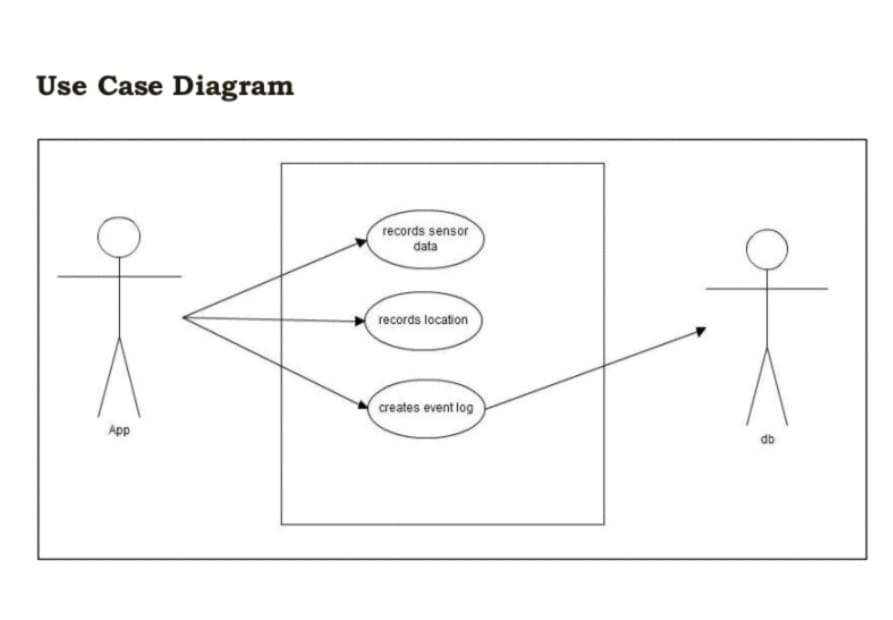 Use Case Diagram
records sensor
data
records location
creates event log
App
db